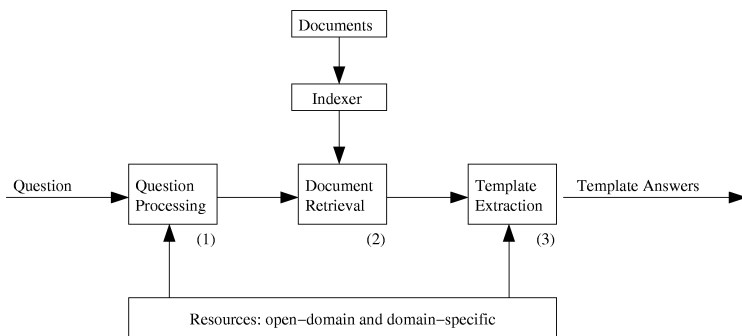 Documents
Indexer
Question
Question
Processing
Document
Retrieval
Template
Extraction
Template Answers
(1)
(2)
(3)
Resources: open−domain and domain−specific